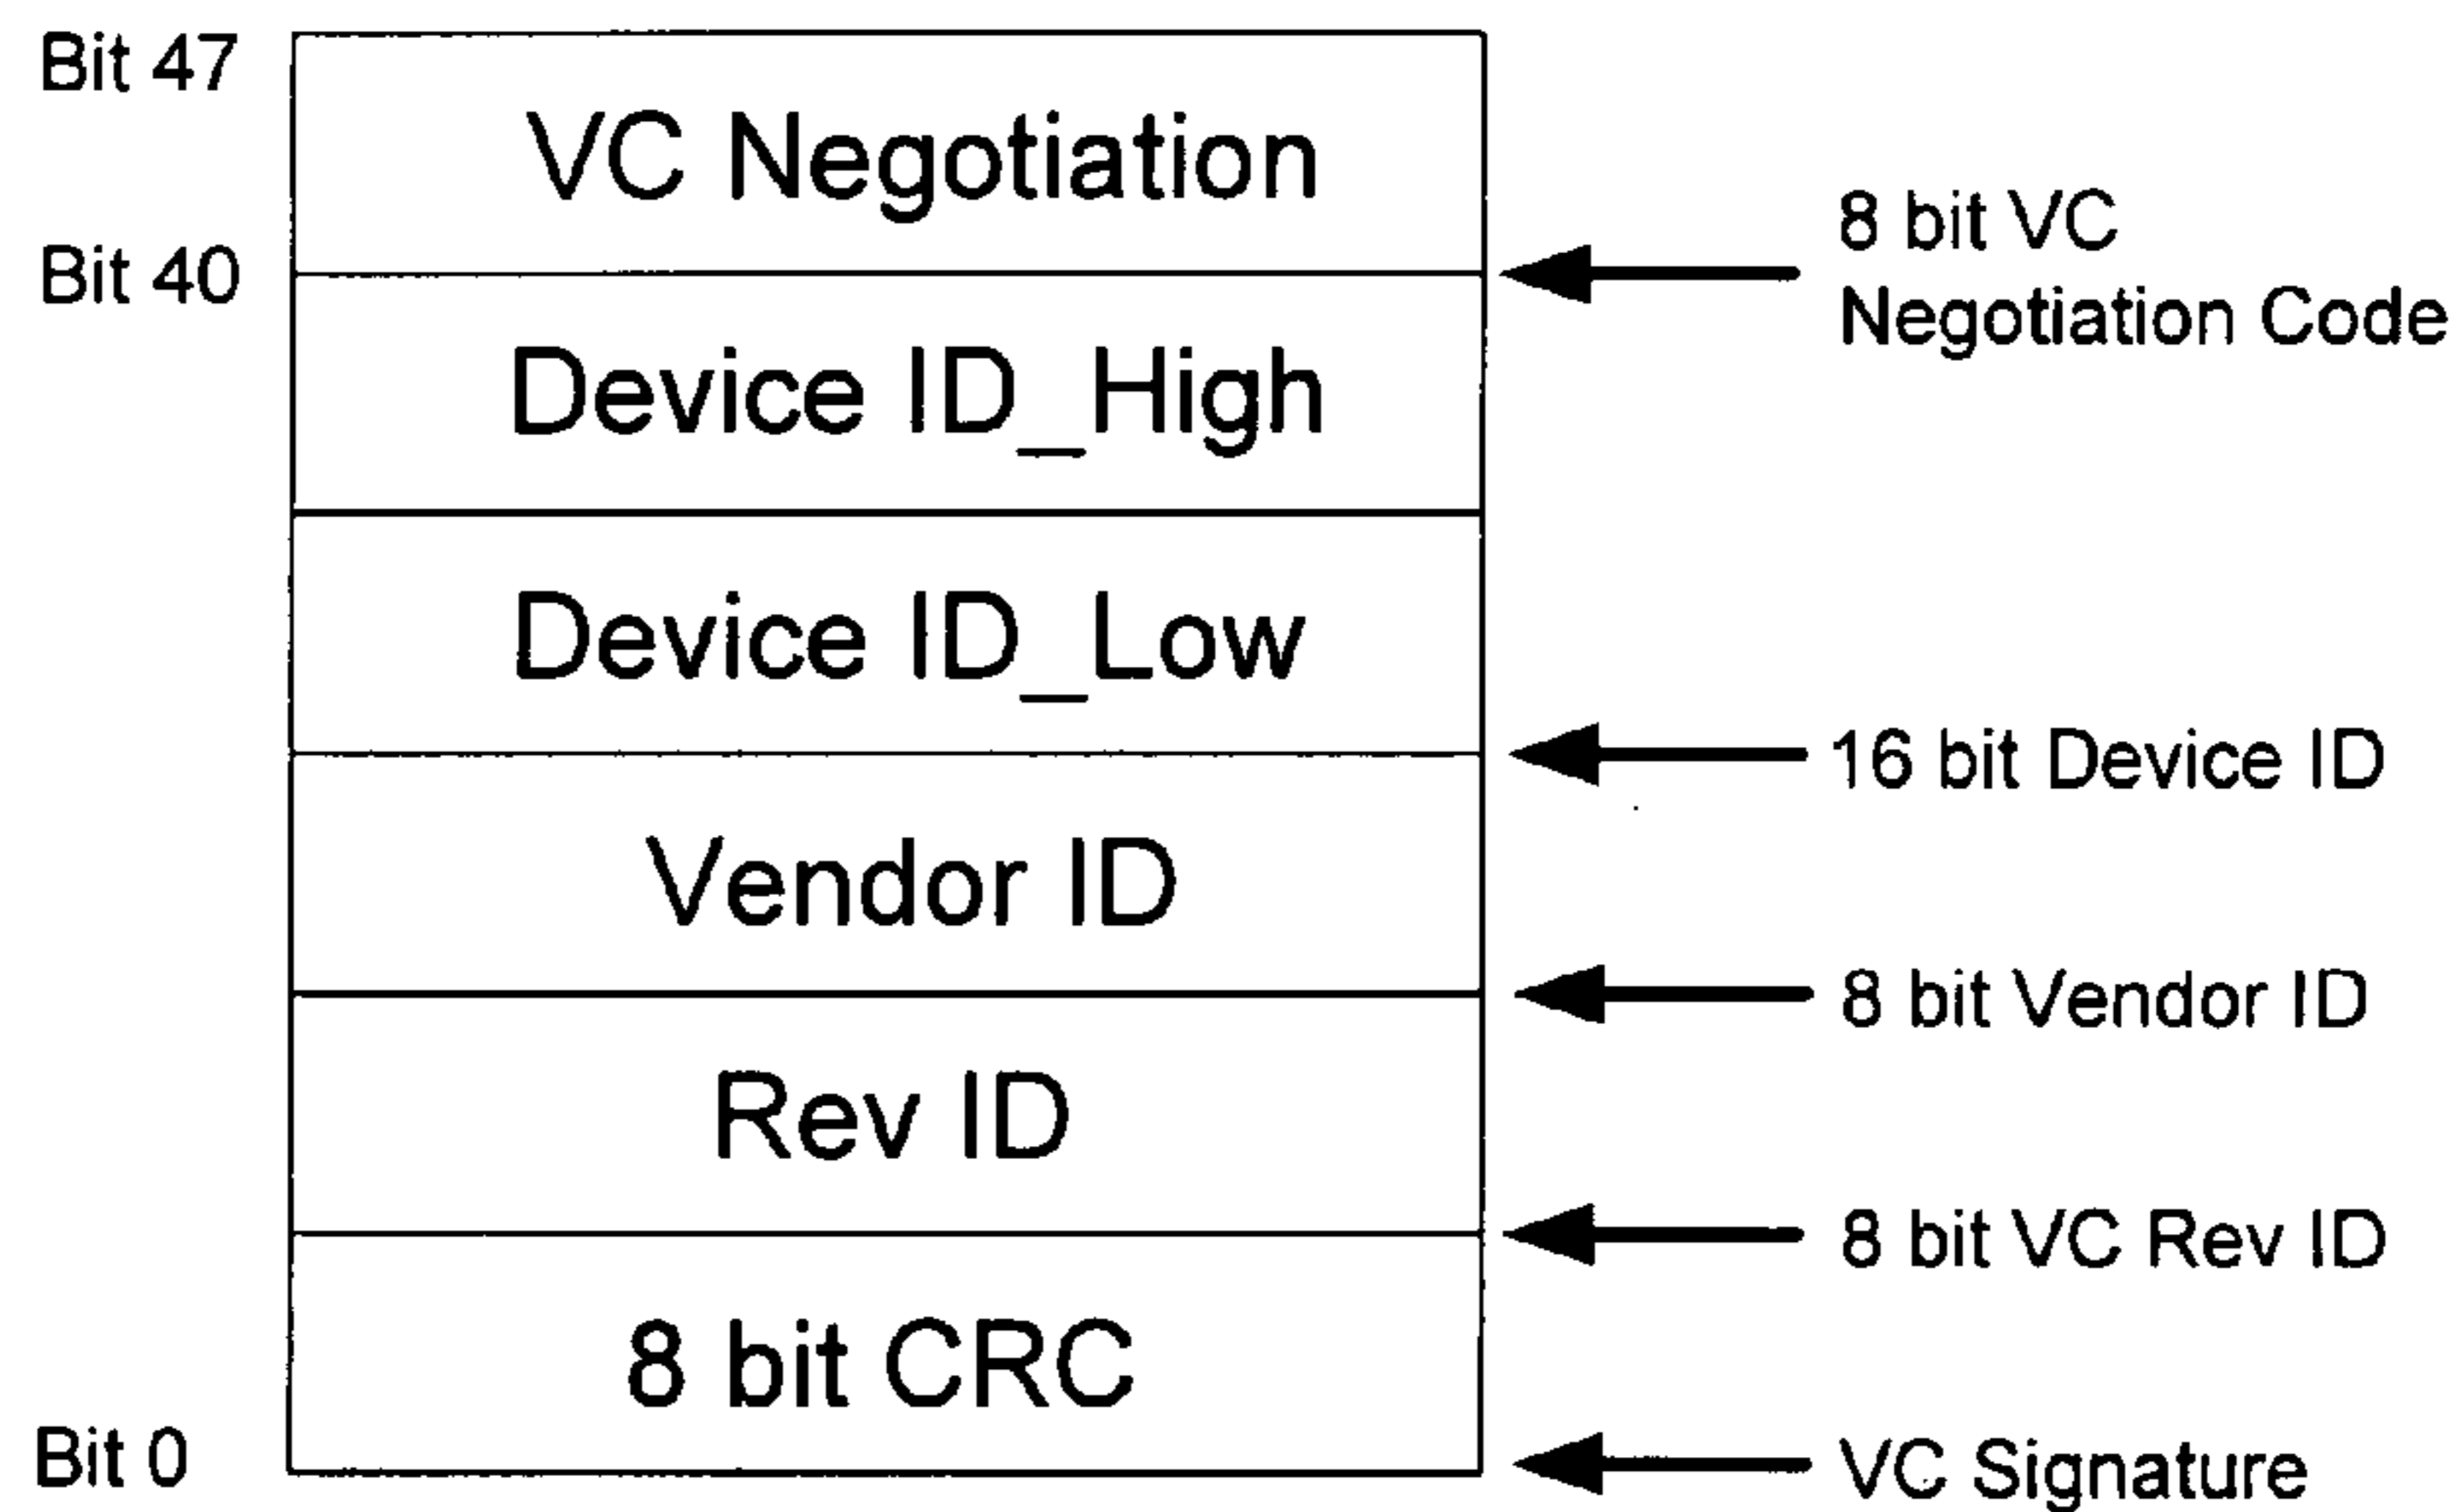 Bit 47
VC Negotiation
Bit 40
8 bit VC
Negotiation Code
Device ID_High
Device ID_Low
16 bit Device ID
Vendor ID
8 bit Vendor ID
Rev ID
8 bit VC Rev ID
8 bit CRC
Bit 0
VC Signature